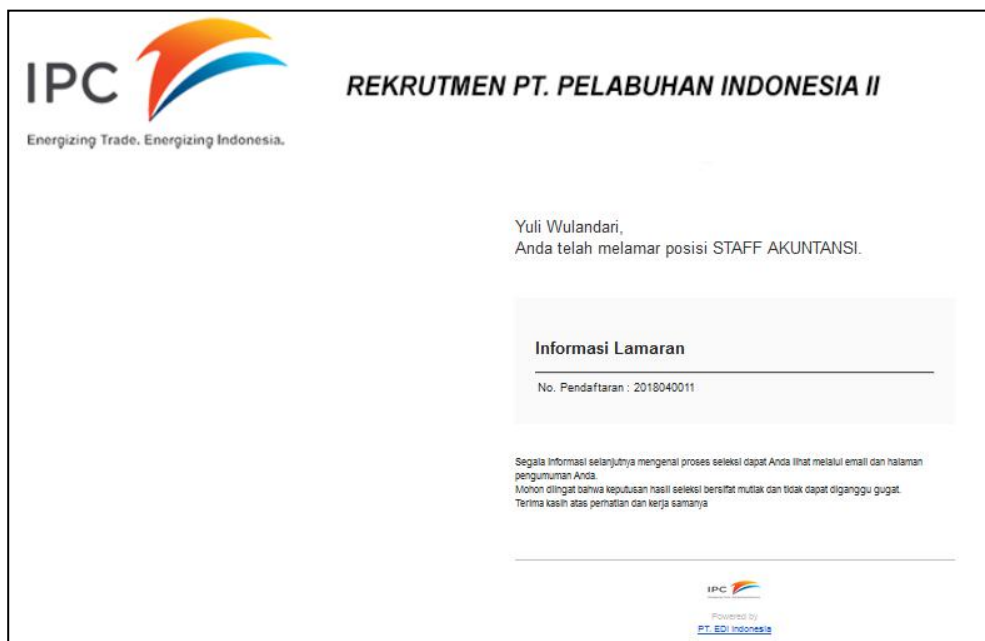 IPC
Energizing Trade. Energizing Indonesia.
REKRUTMEN PT. PELABUHAN INDONESIA II
Yuli Wulandari,
Anda telah melamar posisi STAFF AKUNTANSI.
Informasi Lamaran
No. Pendaftaran : 2018040011
Segala informasi selanjutnya mengenai proses seleksi dapat Anda lihat melalui email dan halaman
pengumuman Anda.
Mohon diingat bahwa keputusan hasil seleksi bersifat mutlak dan tidak dapat diganggu gugat.
Terima kasih atas perhatian dan kerja samanya
IPC
Powered by
PT. EDI Indonesia